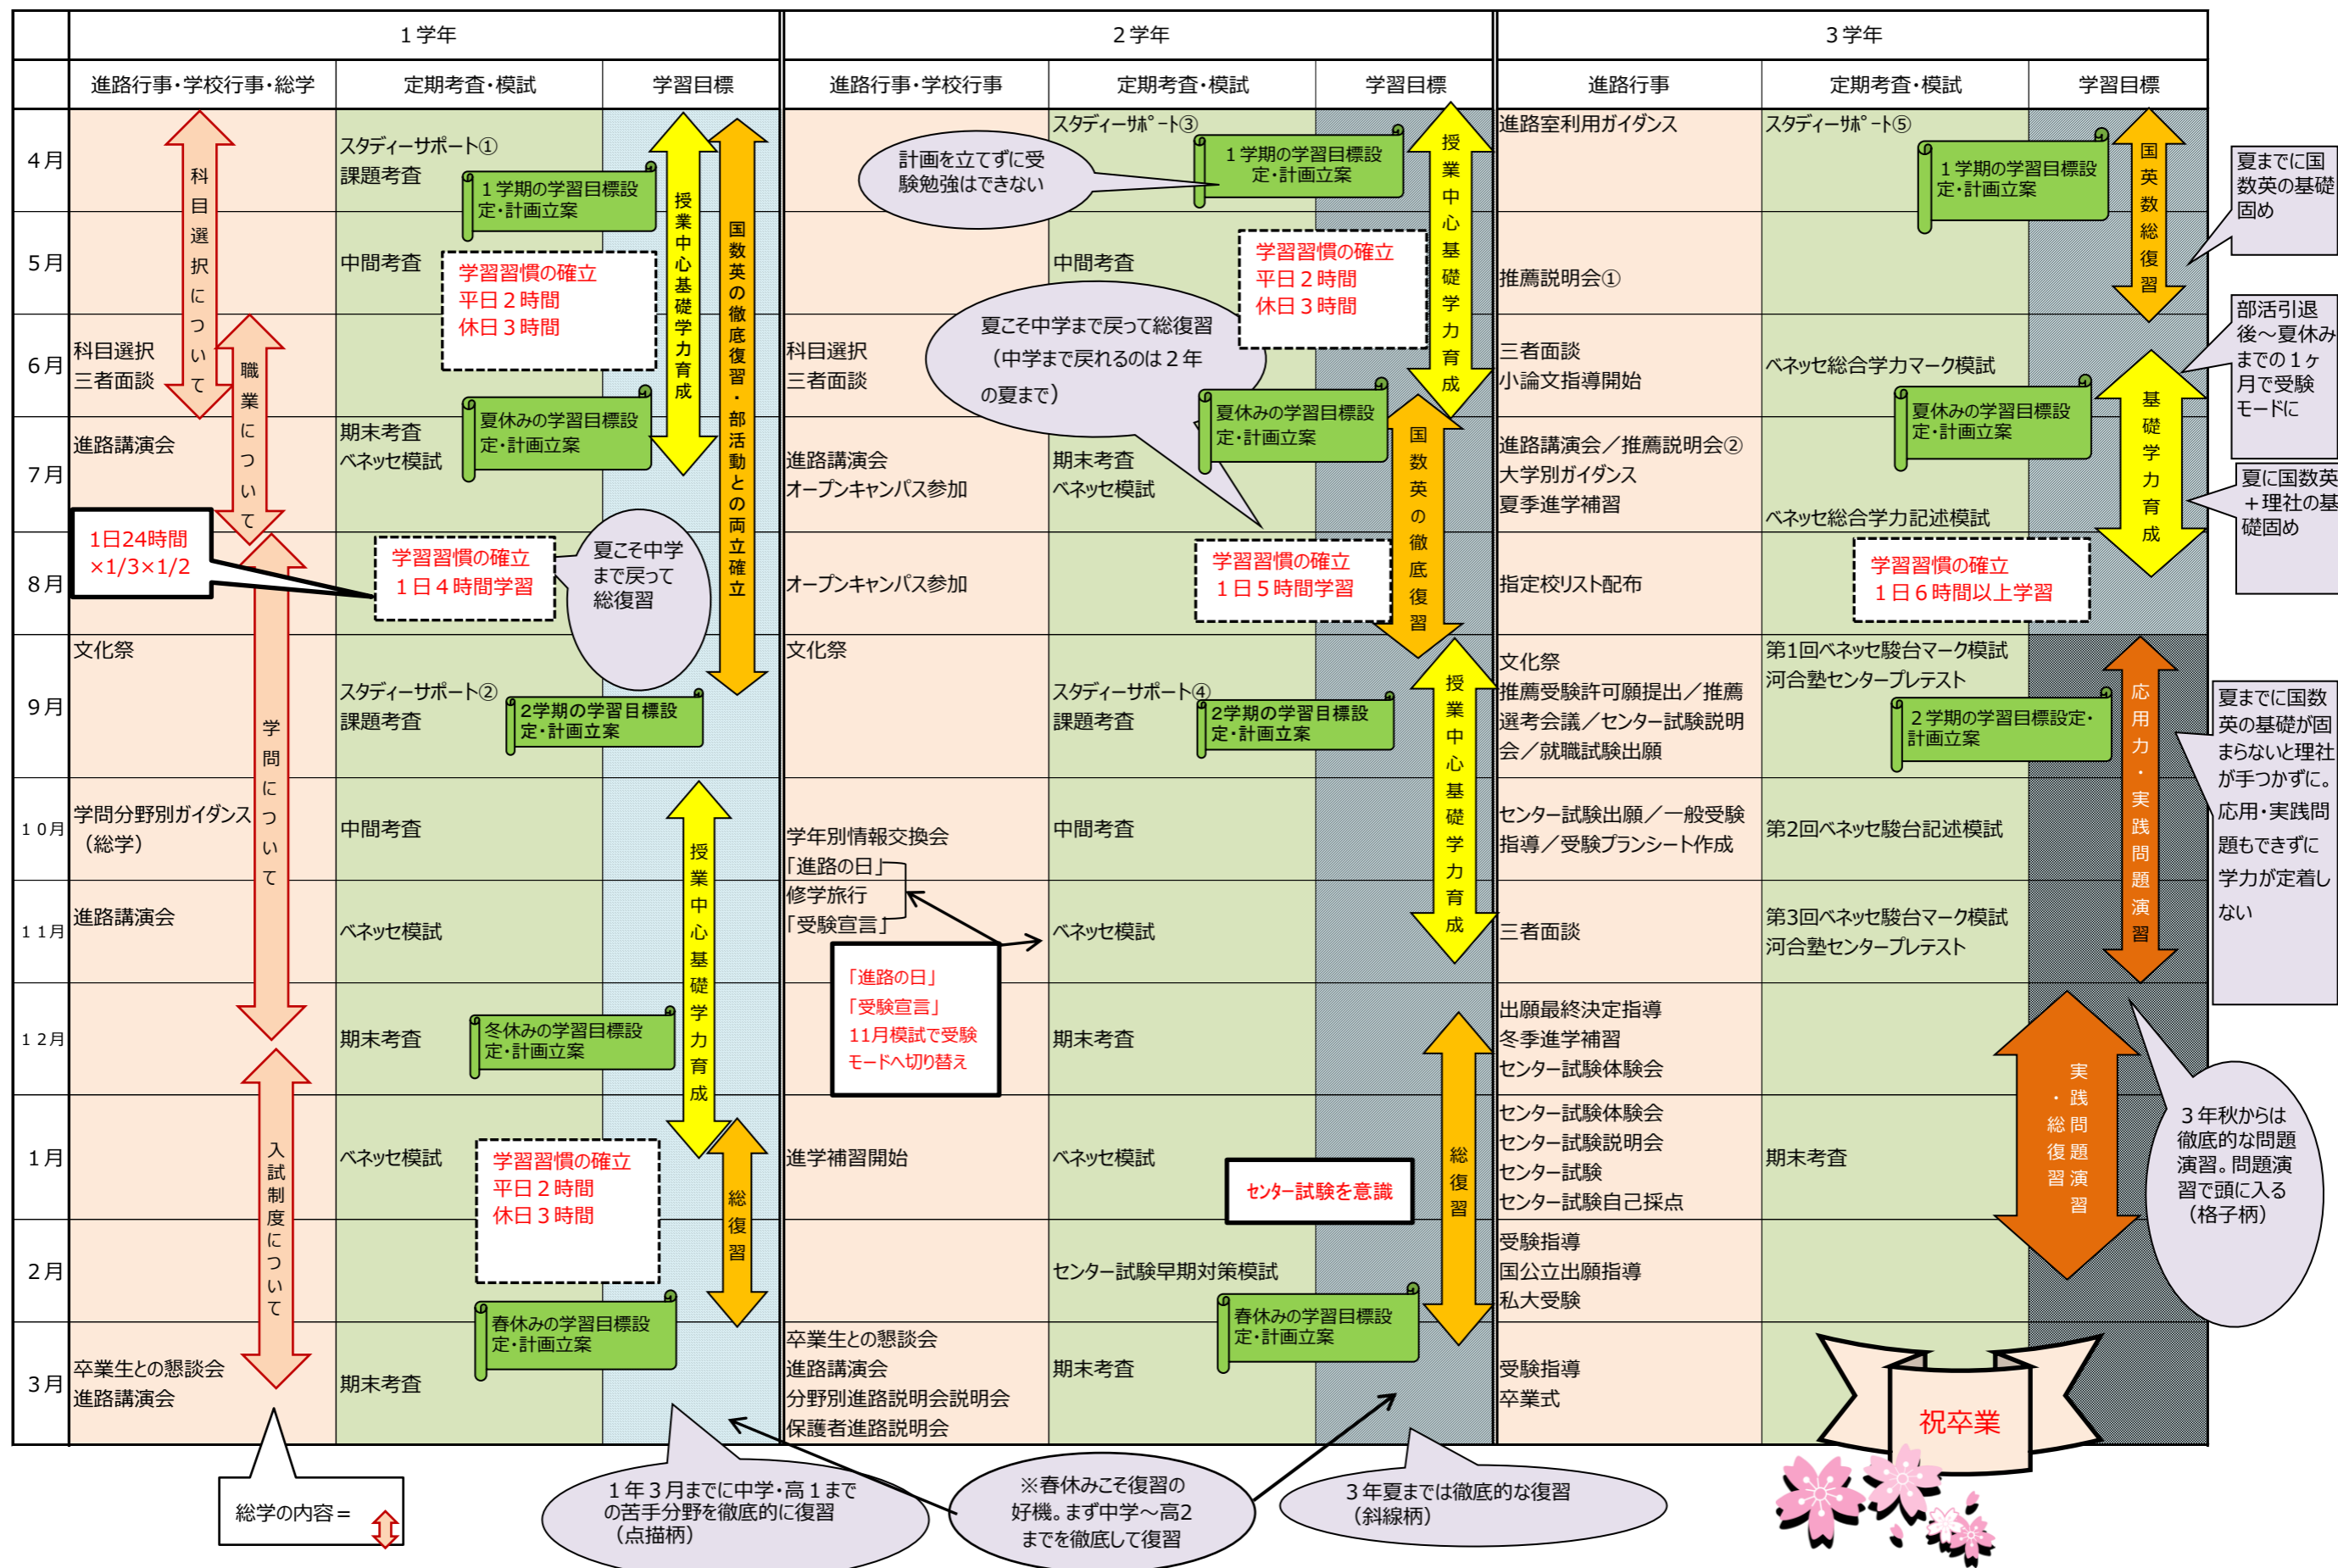 1学年
2学年
3学年
進路行事・学校行事・総学
定期考査・模試
学習目標
進路行事・学校行事
定期考査・模試
学習目標
進路行事
定期考査・模試
学習目標
4月
科目選択について
スタディーサポート①
課題考査
1学期の学習目標設
定・計画立案
授業中心基礎学力育成
国数英の徹底復習・部活動との両立確立
計画を立てずに受
験勉強はできない
スタディーサポート③
1学期の学習目標設
定・計画立案
授業中心基礎学力育成
進路室利用ガイダンス
スタディーサポート⑤
1学期の学習目標設
定・計画立案
国英数総復習
夏までに国
数英の基礎
固め
5月
中間考査
学習習慣の確立
平日2時間
休日3時間
中間考査
学習習慣の確立
平日2時間
休日3時間
推薦説明会①
6月
科目選択
三者面談
職業について
科目選択
三者面談
夏こそ中学まで戻って総復習
（中学まで戻れるのは2年
の夏まで）
三者面談
小論文指導開始
ベネッセ総合学力マーク模試
基礎学力育成
部活引退
後～夏休み
までの1ヶ
月で受験
モードに
7月
進路講演会
期末考査
ベネッセ模試
夏休みの学習目標設
定・計画立案
進路講演会
オープンキャンパス参加
期末考査
ベネッセ模試
夏休みの学習目標設
定・計画立案
国数英の徹底復習
進路講演会／推薦説明会②
大学別ガイダンス
夏季進学補習
ベネッセ総合学力記述模試
夏休みの学習目標設
定・計画立案
夏に国数英
＋理社の基
礎固め
8月
1日24時間
×1/3×1/2
学習習慣の確立
1日4時間学習
夏こそ中学
まで戻って
総復習
オープンキャンパス参加
学習習慣の確立
1日5時間学習
指定校リスト配布
学習習慣の確立
1日6時間以上学習
9月
文化祭
学問について
スタディーサポート②
課題考査
2学期の学習目標設
定・計画立案
文化祭
スタディーサポート④
課題考査
2学期の学習目標設
定・計画立案
授業中心基礎学力育成
文化祭
推薦受験許可願提出／推薦
選考会議／センター試験説明
会／就職試験出願
第1回ベネッセ駿台マーク模試
河合塾センタープレテスト
2学期の学習目標設定・
計画立案
応用力・実践問題演習
夏までに国数
英の基礎が固
まらないと理社
が手つかずに。
応用・実践問
題もできずに
学力が定着し
ない
10月
学問分野別ガイダンス
（総学）
中間考査
授業中心基礎学力育成
学年別情報交換会
「進路の日」
中間考査
センター試験出願／一般受験
指導／受験プランシート作成
第2回ベネッセ駿台記述模試
11月
進路講演会
ベネッセ模試
修学旅行
「受験宣言」
ベネッセ模試
三者面談
第3回ベネッセ駿台マーク模試
河合塾センタープレテスト
「進路の日」
「受験宣言」
11月模試で受験
モードへ切り替え
12月
期末考査
冬休みの学習目標設
定・計画立案
期末考査
総復習
出願最終決定指導
冬季進学補習
センター試験体験会
実践問題演習
・総復習
3年秋からは
徹底的な問題
演習。問題演
習で頭に入る
（格子柄）
1月
入試制度について
ベネッセ模試
学習習慣の確立
平日2時間
休日3時間
総復習
進学補習開始
ベネッセ模試
センター試験を意識
センター試験体験会
センター試験説明会
センター試験
センター試験自己採点
期末考査
2月
センター試験早期対策模試
受験指導
国公立出願指導
私大受験
3月
卒業生との懇談会
進路講演会
期末考査
春休みの学習目標設
定・計画立案
卒業生との懇談会
進路講演会
分野別進路説明会説明会
保護者進路説明会
期末考査
春休みの学習目標設
定・計画立案
受験指導
卒業式
祝卒業
総学の内容＝
1年3月までに中学・高1まで
の苦手分野を徹底的に復習
（点描柄）
※春休みこそ復習の
好機。まず中学～高2
までを徹底して復習
3年夏までは徹底的な復習
（斜線柄）